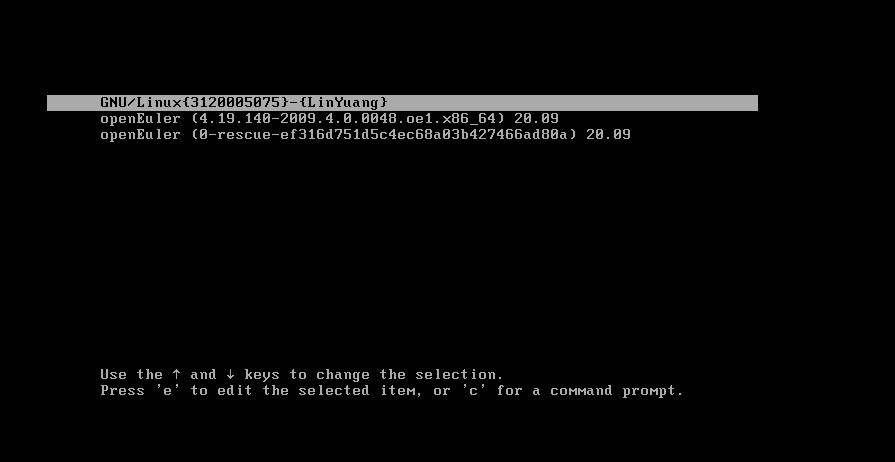 GNU/Linux{3120005075}-{LinYuang}
openEuler (4.19.140-2009.4.0.0048.oe1.x86_64) 20.09
openEuler (0-rescue-ef316d751d5c4ec68a03b427466ad80a) 20.09
Use the ↑ and ↓ keys to change the selection.
Press 'e' to edit the selected item, or 'c' for a command prompt.